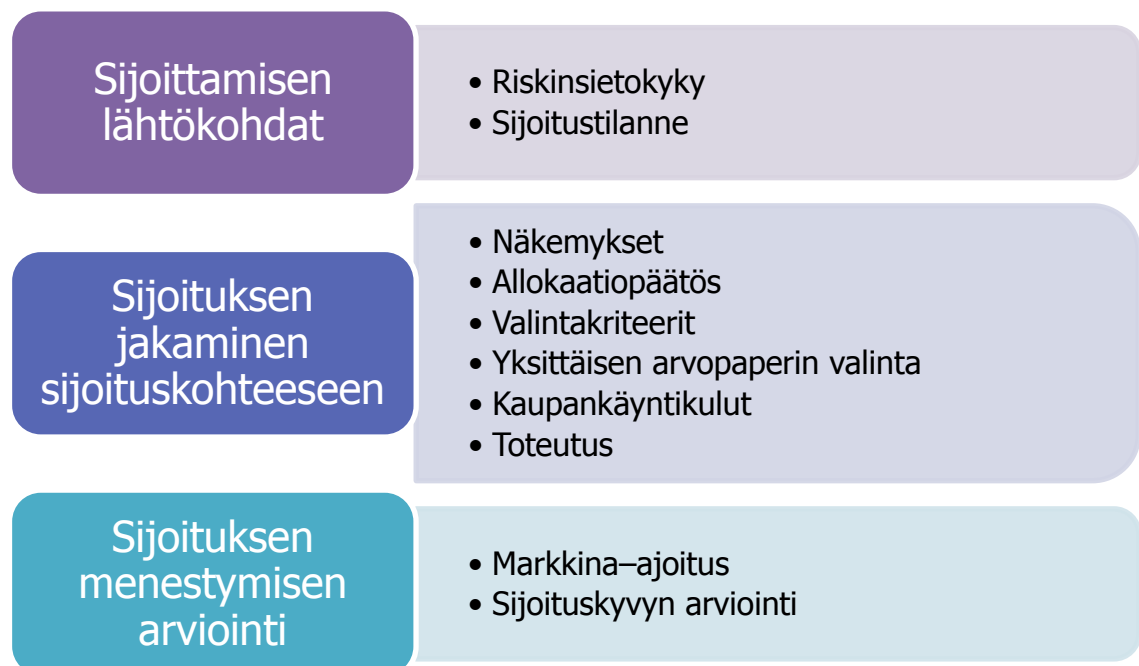 Sijoittamisen
lähtökohdat
• Riskinsietokyky
• Sijoitustilanne
Sijoituksen
jakaminen
sijoituskohteeseen
• Näkemykset
• Allokaatiopäätös
• Valintakriteerit
• Yksittäisen arvopaperin valinta
• Kaupankäyntikulut
• Toteutus
Sijoituksen
menestymisen
arviointi
• Markkina–ajoitus
• Sijoituskyvyn arviointi